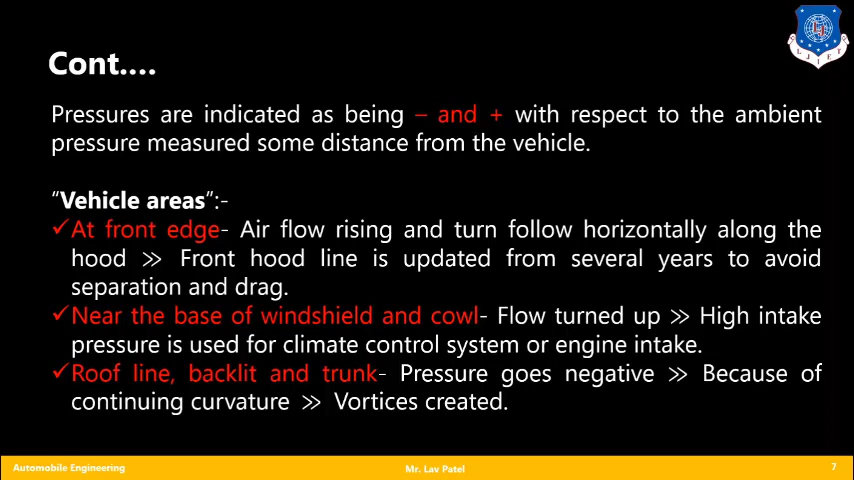 Cont....
Pressures are indicated as being – and + with respect to the ambient
pressure measured some distance from the vehicle.
“Vehicle areas”:-
✓At front edge- Air flow rising and turn follow horizontally along the
hood ≫ Front hood line is updated from several years to avoid
separation and drag.
✓Near the base of windshield and cowl- Flow turned up ≫ High intake
pressure is used for climate control system or engine intake.
✓Roof line, backlit and trunk- Pressure goes negative ≫ Because of
continuing curvature ≫ Vortices created.
LJIET
Automobile Engineering
Mr. Lav Patel
7